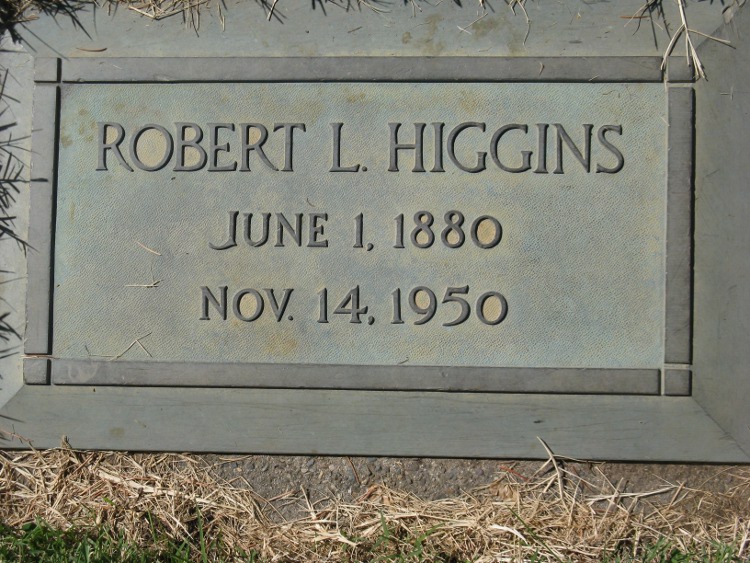 ROBERT L. HIGGINS
JUNE 1, 1880
NOV. 14, 1950